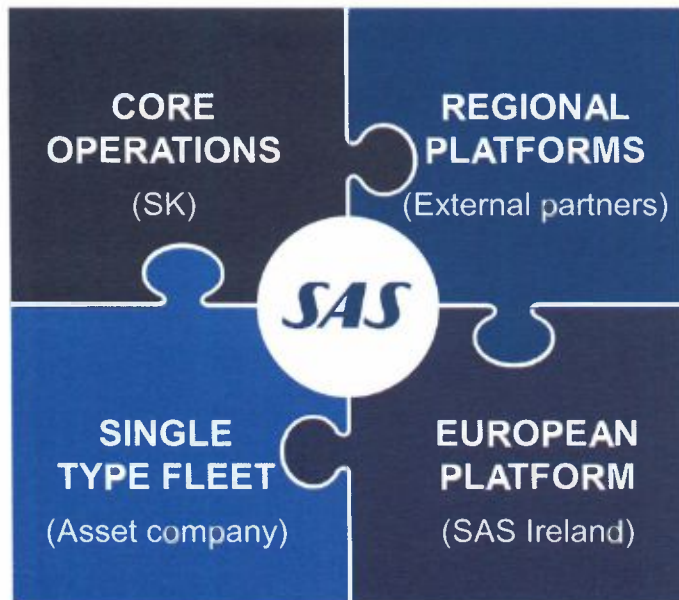 CORE
OPERATIONS
(SK)
REGIONAL
PLATFORMS
(External partners)
SAS
SINGLE
TYPE FLEET
(Asset company)
EUROPEAN
PLATFORM
(SAS Ireland)